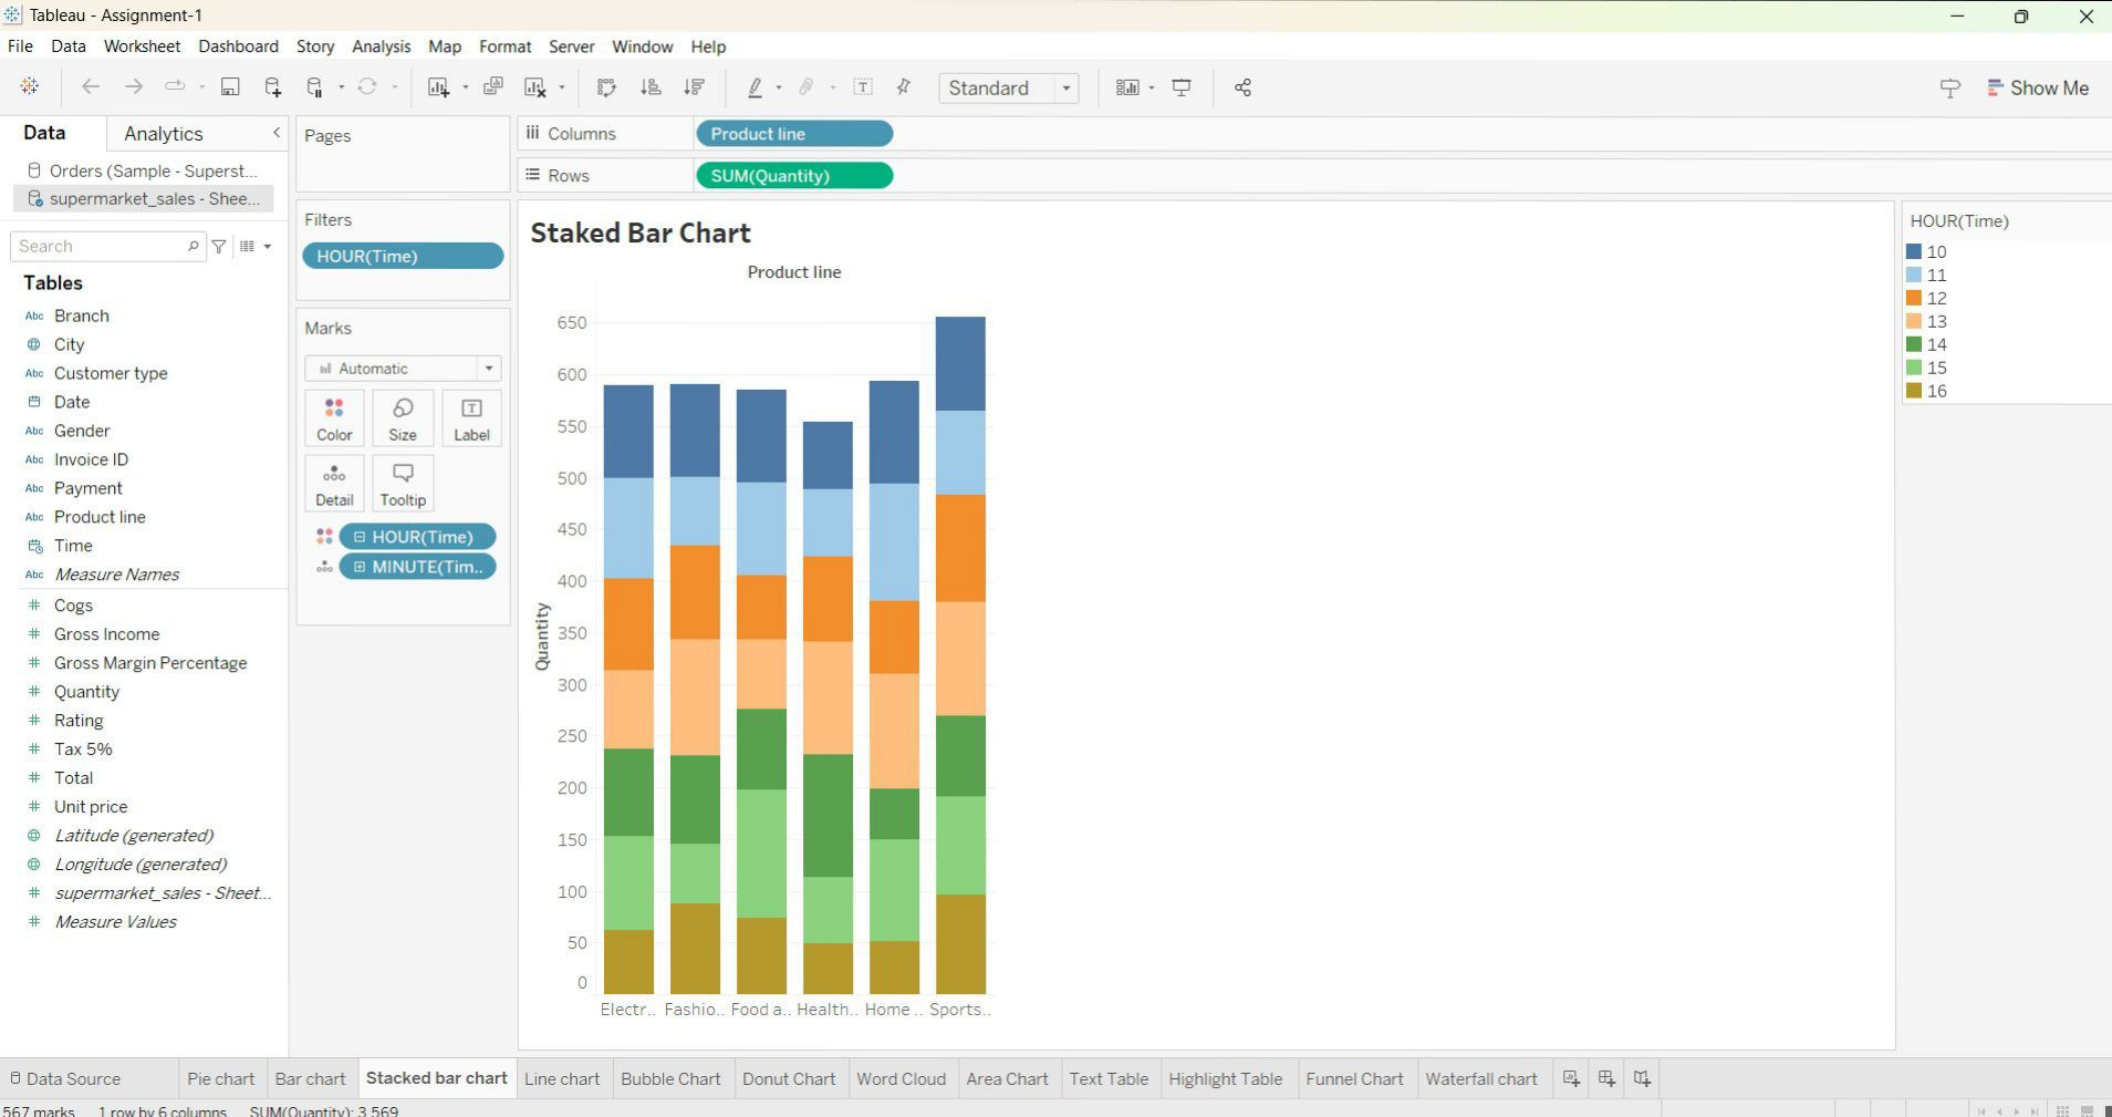 Tableau - Assignment-1
File Data Worksheet Dashboard Story Analysis Map Format Server Window Help
Standard
Show Me
Data Analytics
Orders (Sample - Superst...
supermarket_sales - Shee...
Search
Tables
Abc Branch
City
Abc Customer type
Date
Abc Gender
Abc Invoice ID
Abc Payment
Abc Product line
Time
Abc Measure Names
# Cogs
# Gross Income
# Gross Margin Percentage
# Quantity
# Rating
# Tax 5%
# Total
# Unit price
Latitude (generated)
Longitude (generated)
# supermarket_sales - Sheet...
# Measure Values
Pages
Filters
HOUR(Time)
Marks
Automatic
Color Size Label
Detail Tooltip
HOUR(Time)
MINUTE(Tim..
Columns Product line
Rows SUM(Quantity)
Staked Bar Chart
Product line
650
600
550
500
450
400
350
300
250
200
150
100
50
0
Quantity
Electr.. Fashio.. Food a.. Health.. Home .. Sports..
HOUR(Time)
10
11
12
13
14
15
16
Data Source Pie chart Bar chart Stacked bar chart Line chart Bubble Chart Donut Chart Word Cloud Area Chart Text Table Highlight Table Funnel Chart Waterfall chart
567 marks 1 row by 6 columns SUM(Quantity): 3,569